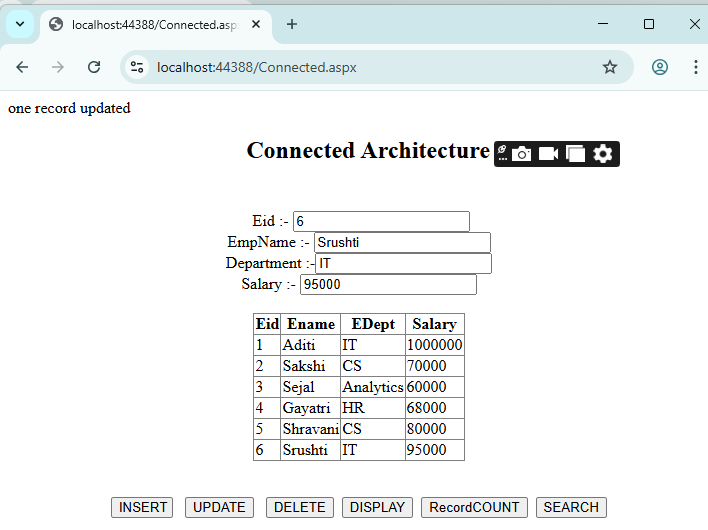 localhost:44388/Connected.asp
localhost:44388/Connected.aspx
one record updated
Connected Architecture
Eid :- 6
EmpName :- Srushti
Department :- IT
Salary :- 95000
Eid Ename EDept Salary
1 Aditi IT 1000000
2 Sakshi CS 70000
3 Sejal Analytics 60000
4 Gayatri HR 68000
5 Shravani CS 80000
6 Srushti IT 95000
INSERT UPDATE DELETE DISPLAY RecordCOUNT SEARCH